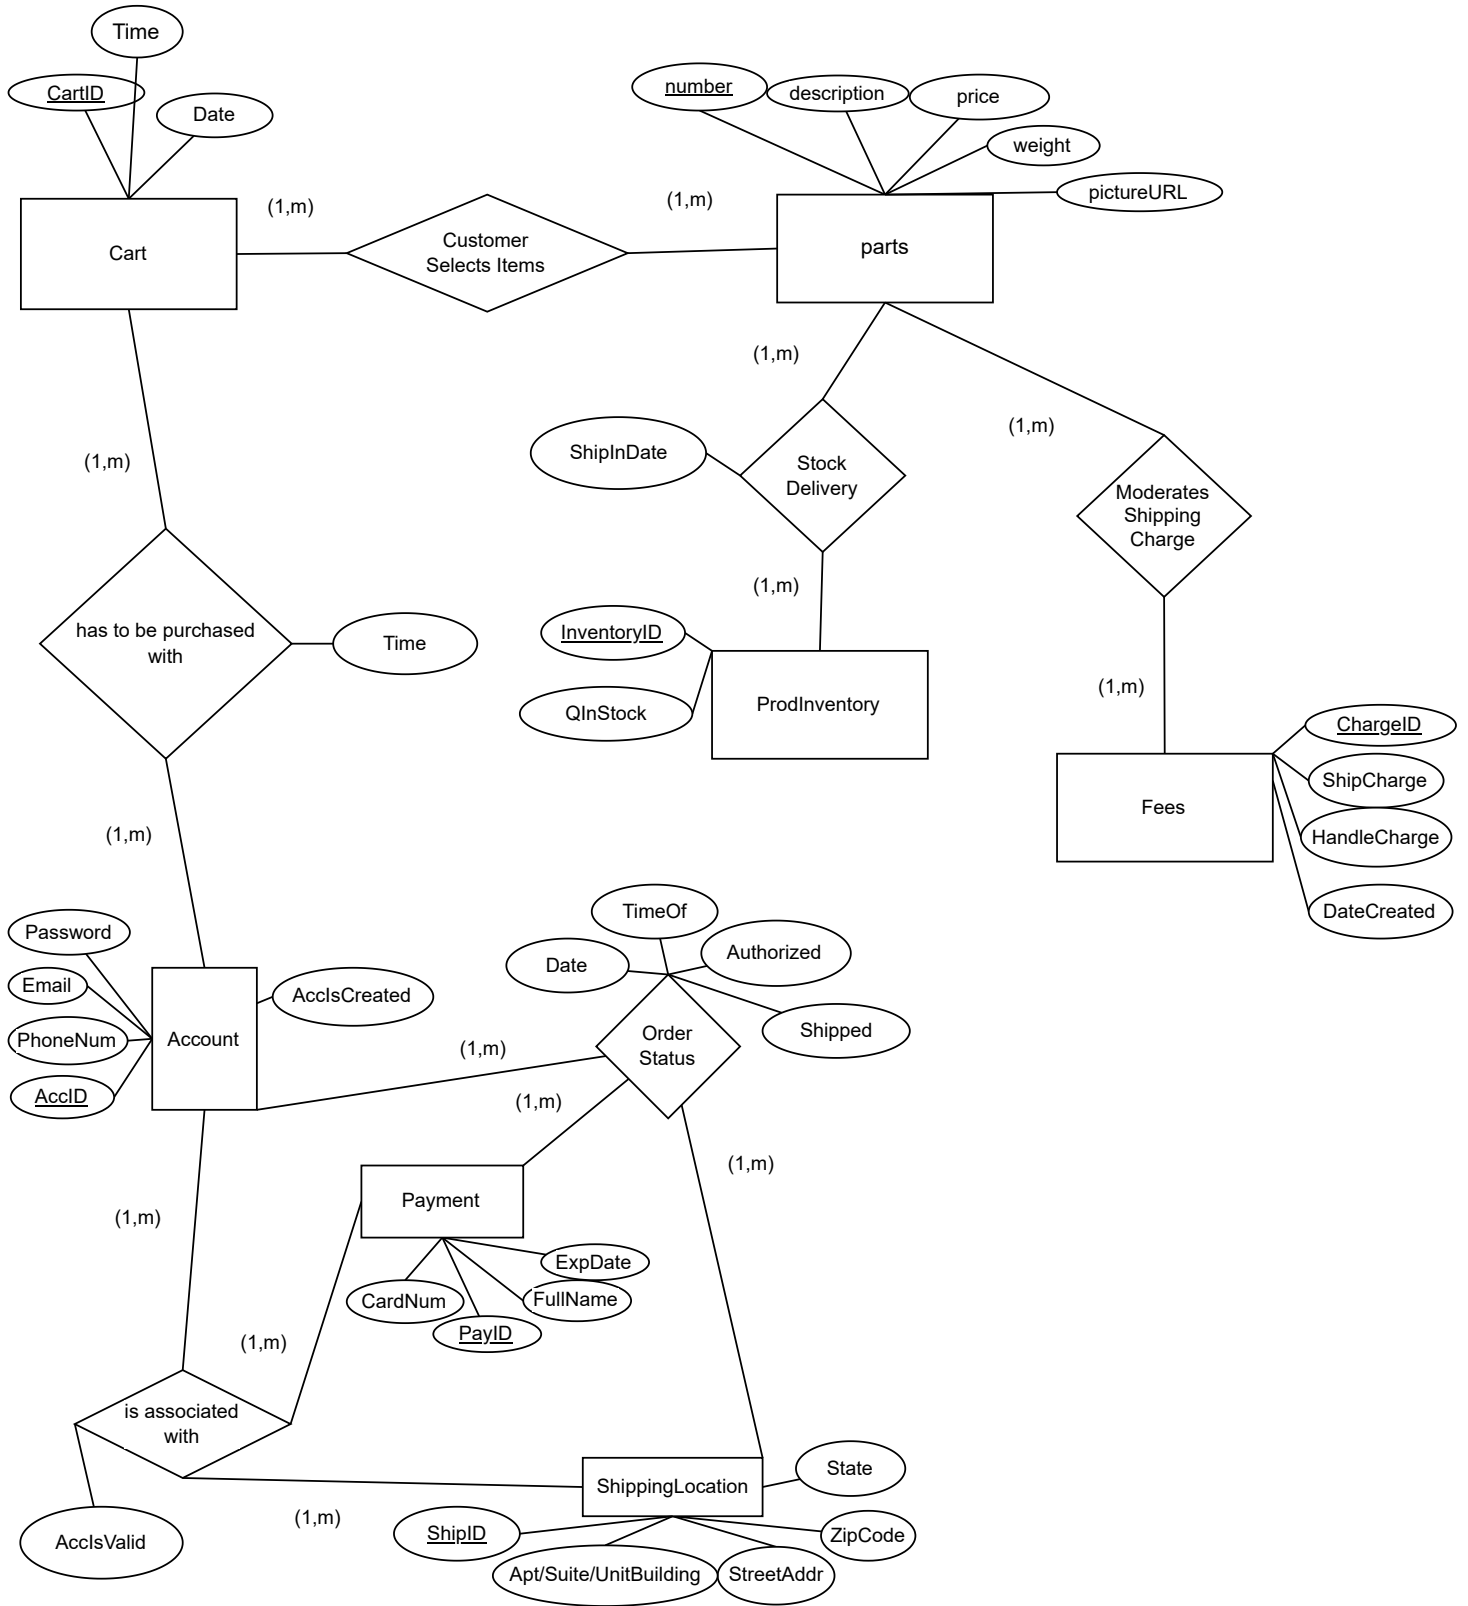 Time
CartID
Date
number
description
price
weight
pictureURL
(1,m)
(1,m)
Cart
Customer
Selects Items
parts
(1,m)
(1,m)
(1,m)
ShipInDate
Stock
Delivery
Moderates
Shipping
Charge
(1,m)
InventoryID
has to be purchased
with
Time
(1,m)
QInStock
ProdInventory
ChargeID
ShipCharge
Fees
HandleCharge
(1,m)
DateCreated
TimeOf
Password
Authorized
Date
Email
AccIsCreated
Shipped
PhoneNum
Account
Order
Status
(1,m)
AccID
(1,m)
(1,m)
Payment
(1,m)
ExpDate
CardNum
FullName
PayID
(1,m)
is associated
with
State
ShippingLocation
(1,m)
ShipID
ZipCode
AccIsValid
Apt/Suite/UnitBuilding
StreetAddr